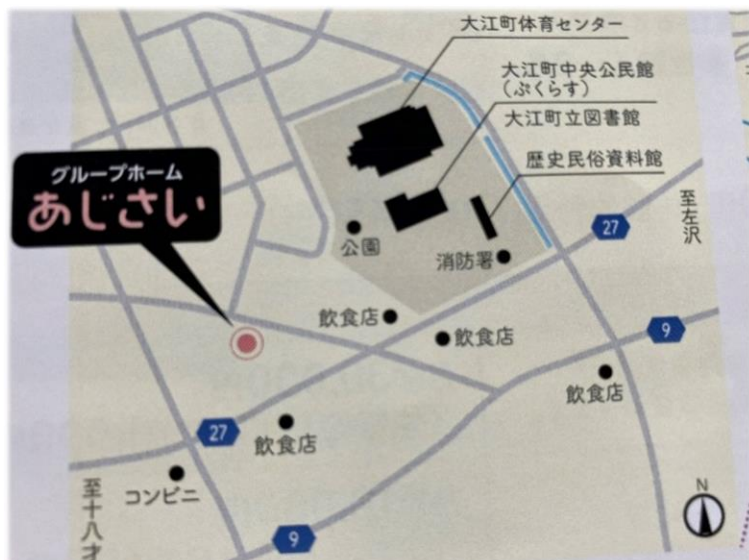 大江町体育センター
大江町中央公民館
（ぷくらす）
大江町立図書館
歴史民俗資料館
グループホーム
あじさい
至左沢
27
公園
消防署
飲食店
飲食店
9
飲食店
27
飲食店
コンビニ
至十八才
9
N